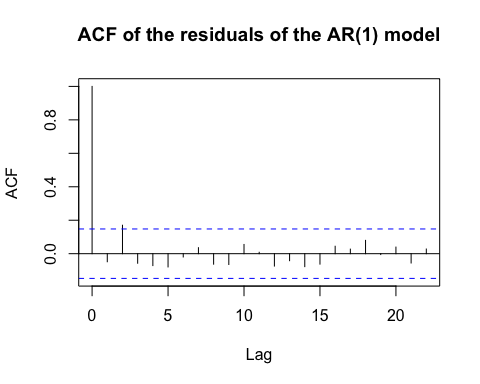 ACF of the residuals of the AR(1) model
ACF
0.8
0.4
0.0
0 5 10 15 20
Lag